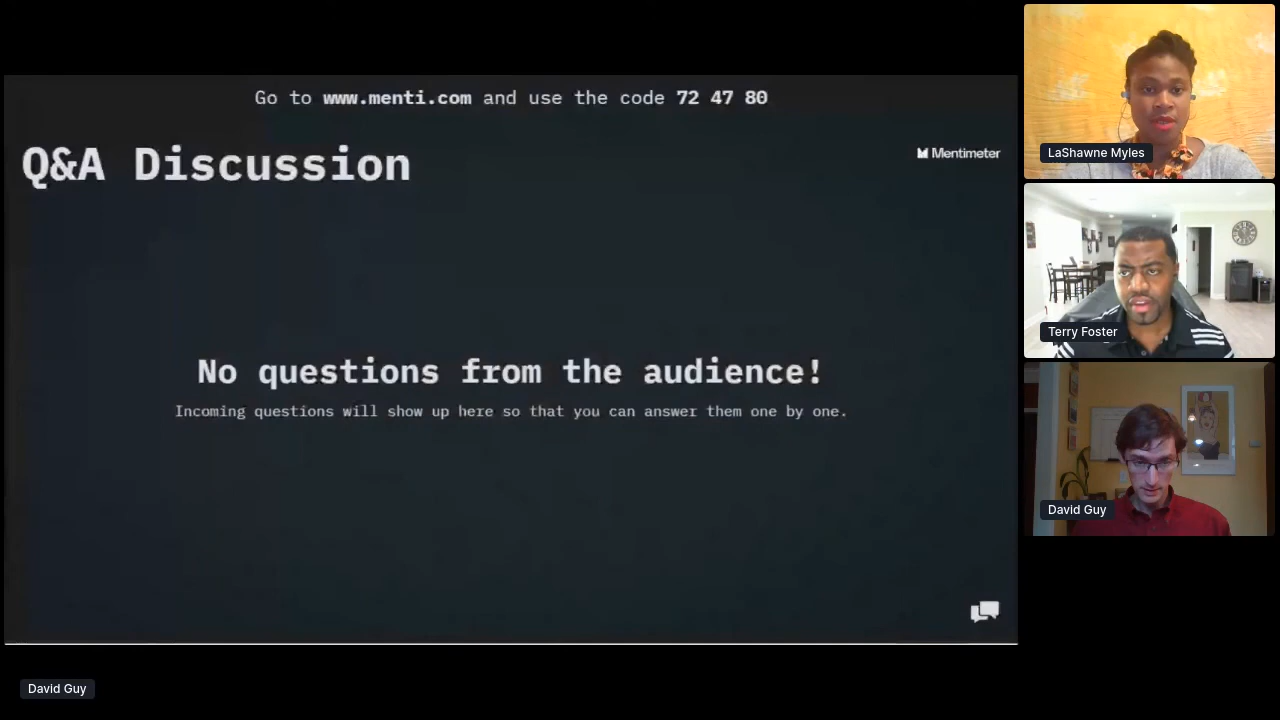 Go to www.menti.com and use the code 72 47 80
Q&A Discussion
Mentimeter
No questions from the audience!
Incoming questions will show up here so that you can answer them one by one.
David Guy
LaShawne Myles
Terry Foster
David Guy